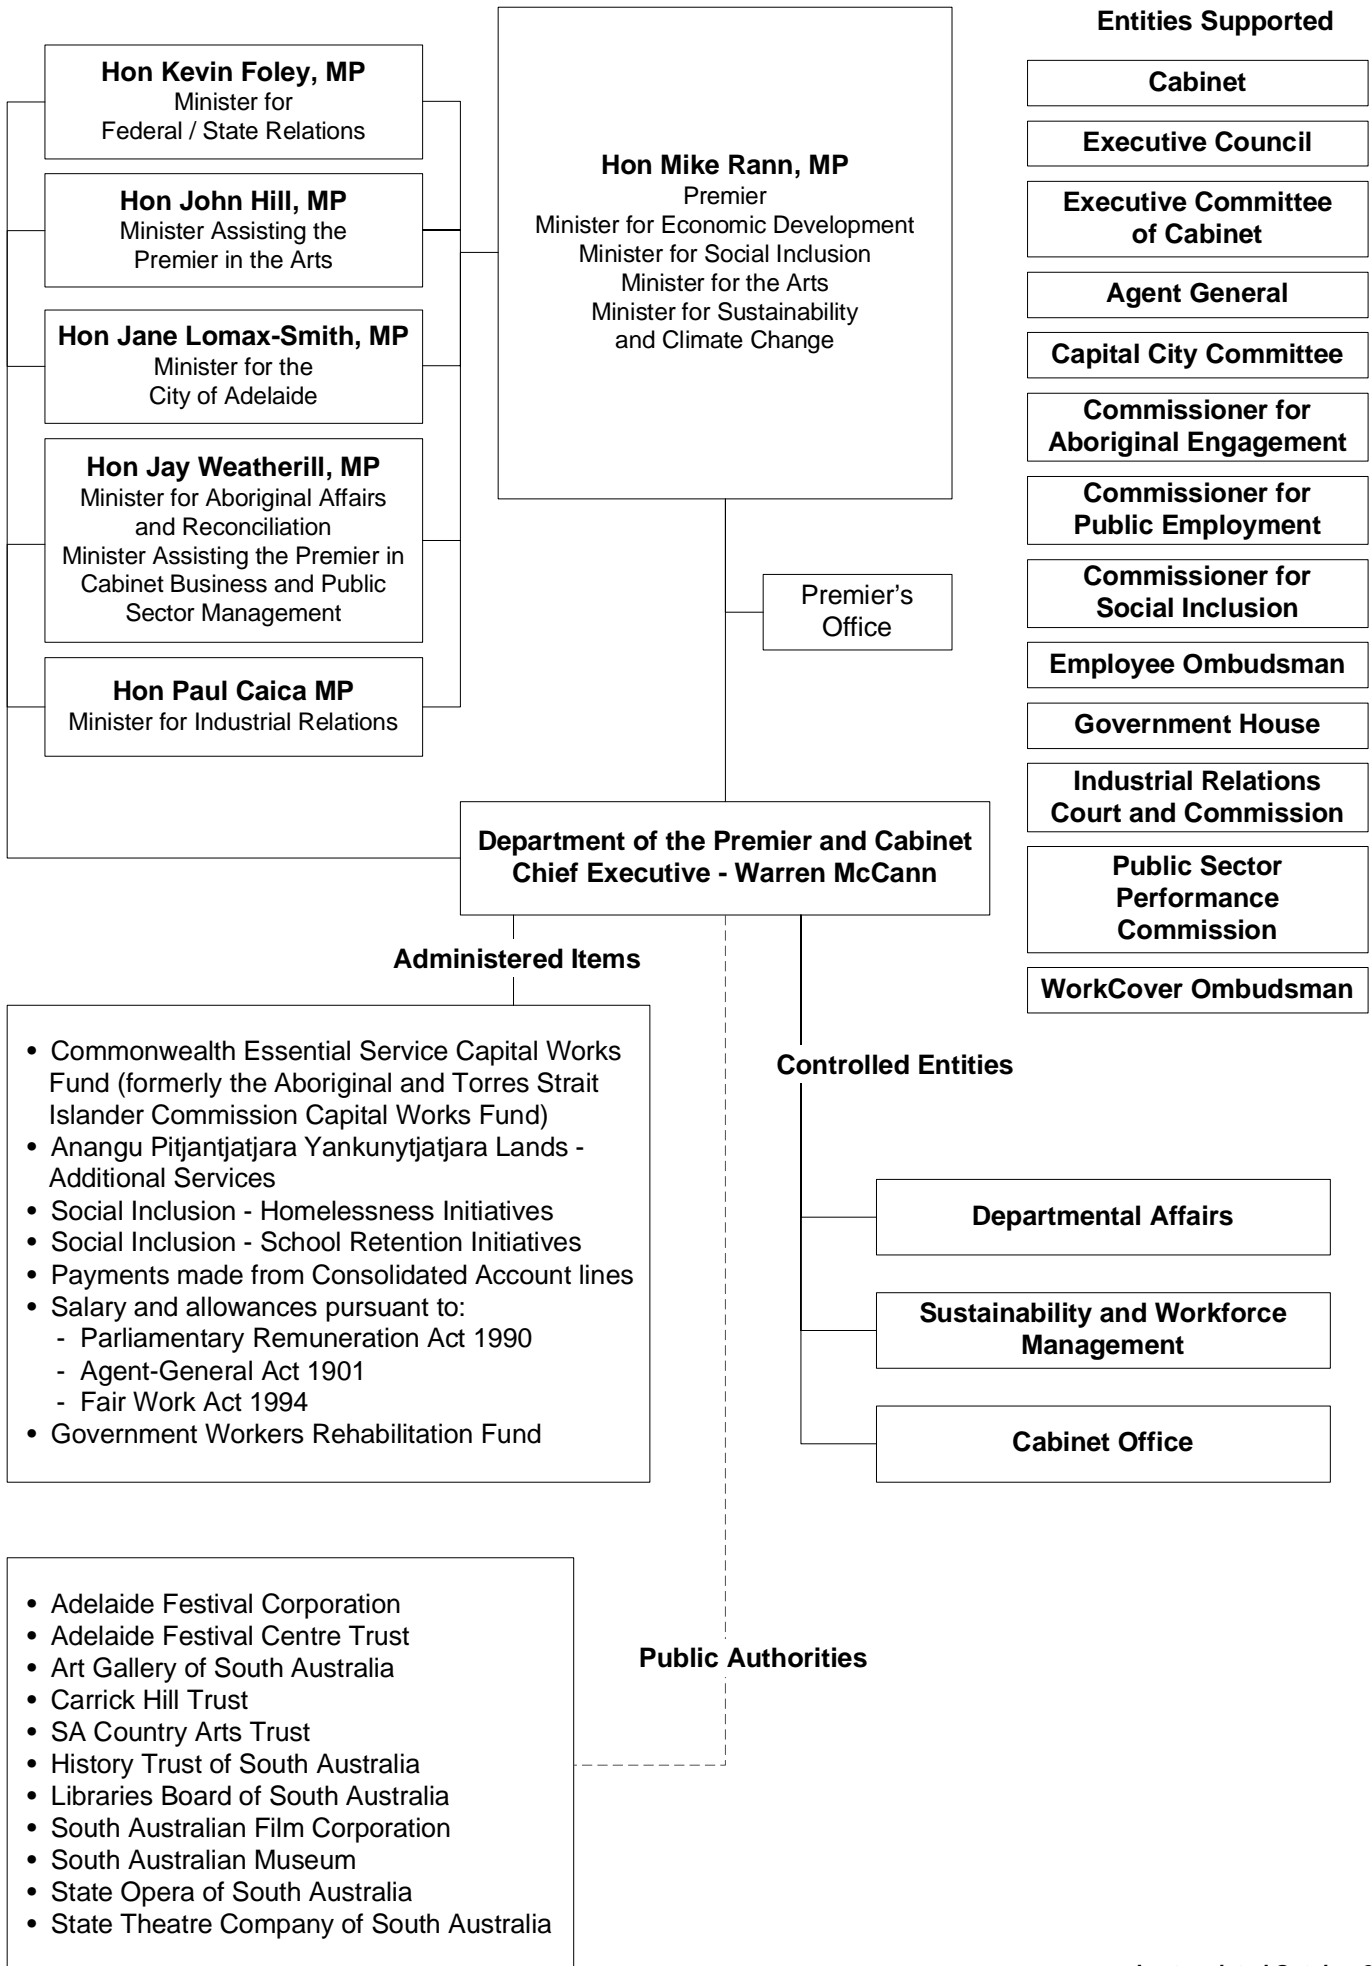 Hon Kevin Foley, MP
Minister for
Federal / State Relations
Hon John Hill, MP
Minister Assisting the
Premier in the Arts
Hon Jane Lomax-Smith, MP
Minister for the
City of Adelaide
Hon Jay Weatherill, MP
Minister for Aboriginal Affairs
and Reconciliation
Minister Assisting the Premier in
Cabinet Business and Public
Sector Management
Hon Paul Caica MP
Minister for Industrial Relations
Hon Mike Rann, MP
Premier
Minister for Economic Development
Minister for Social Inclusion
Minister for the Arts
Minister for Sustainability
and Climate Change
Premier’s
Office
Entities Supported
Cabinet
Executive Council
Executive Committee
of Cabinet
Agent General
Capital City Committee
Commissioner for
Aboriginal Engagement
Commissioner for
Public Employment
Commissioner for
Social Inclusion
Employee Ombudsman
Government House
Industrial Relations
Court and Commission
Public Sector
Performance
Commission
WorkCover Ombudsman
Department of the Premier and Cabinet
Chief Executive - Warren McCann
Administered Items
• Commonwealth Essential Service Capital Works
Fund (formerly the Aboriginal and Torres Strait
Islander Commission Capital Works Fund)
• Anangu Pitjantjatjara Yankunytjatjara Lands -
Additional Services
• Social Inclusion - Homelessness Initiatives
• Social Inclusion - School Retention Initiatives
• Payments made from Consolidated Account lines
• Salary and allowances pursuant to:
- Parliamentary Remuneration Act 1990
- Agent-General Act 1901
- Fair Work Act 1994
• Government Workers Rehabilitation Fund
Controlled Entities
Departmental Affairs
Sustainability and Workforce
Management
Cabinet Office
Public Authorities
• Adelaide Festival Corporation
• Adelaide Festival Centre Trust
• Art Gallery of South Australia
• Carrick Hill Trust
• SA Country Arts Trust
• History Trust of South Australia
• Libraries Board of South Australia
• South Australian Film Corporation
• South Australian Museum
• State Opera of South Australia
• State Theatre Company of South Australia